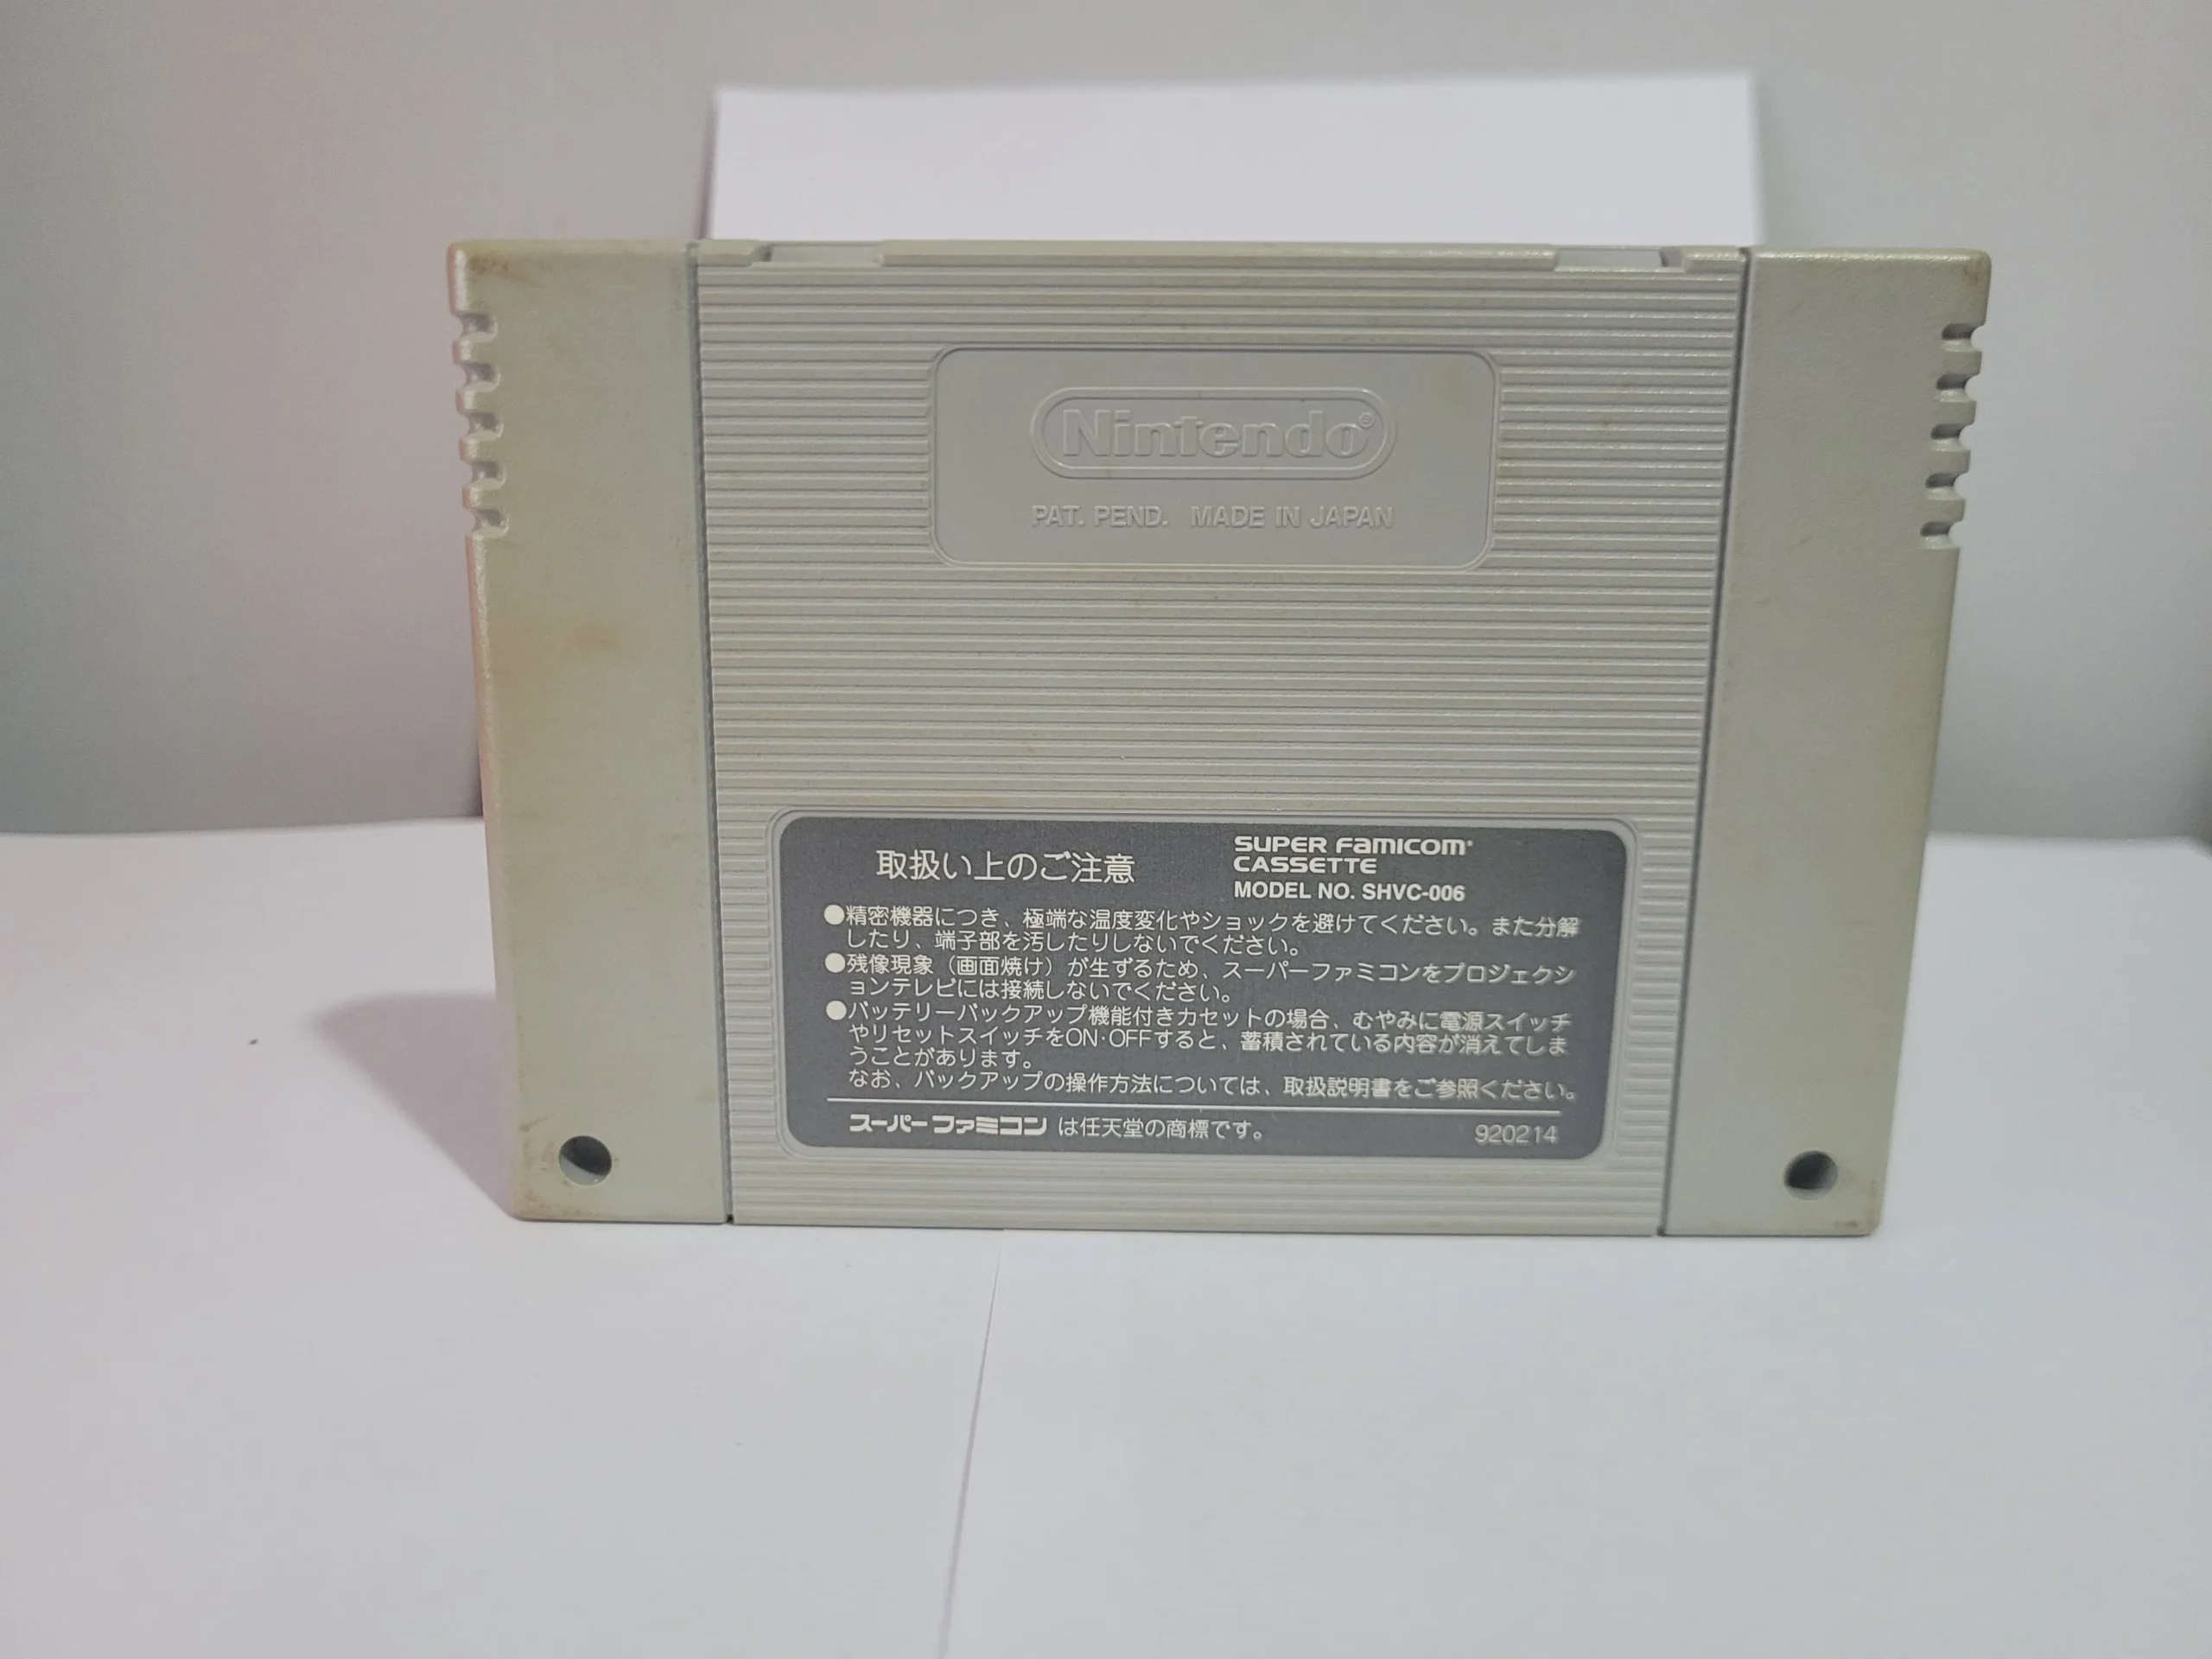 Nintendo®
PAT. PEND. MADE IN JAPAN
取扱い上のご注意
SUPER FAMICOM®
CASSETTE
MODEL NO. SHVC-006
●精密機器につき、極端な温度変化やショックを避けてください。また分解
したり、端子部を汚したりしないでください。
●残像現象（画面焼け）が生ずるため、スーパーファミコンをプロジェクシ
ョンテレビには接続しないでください。
●バッテリーバックアップ機能付きカセットの場合、むやみに電源スイッチ
やリセットスイッチをON・OFFすると、蓄積されている内容が消えてしま
うことがあります。
なお、バックアップの操作方法については、取扱説明書をご参照ください。
スーパーファミコン は任天堂の商標です。
920214